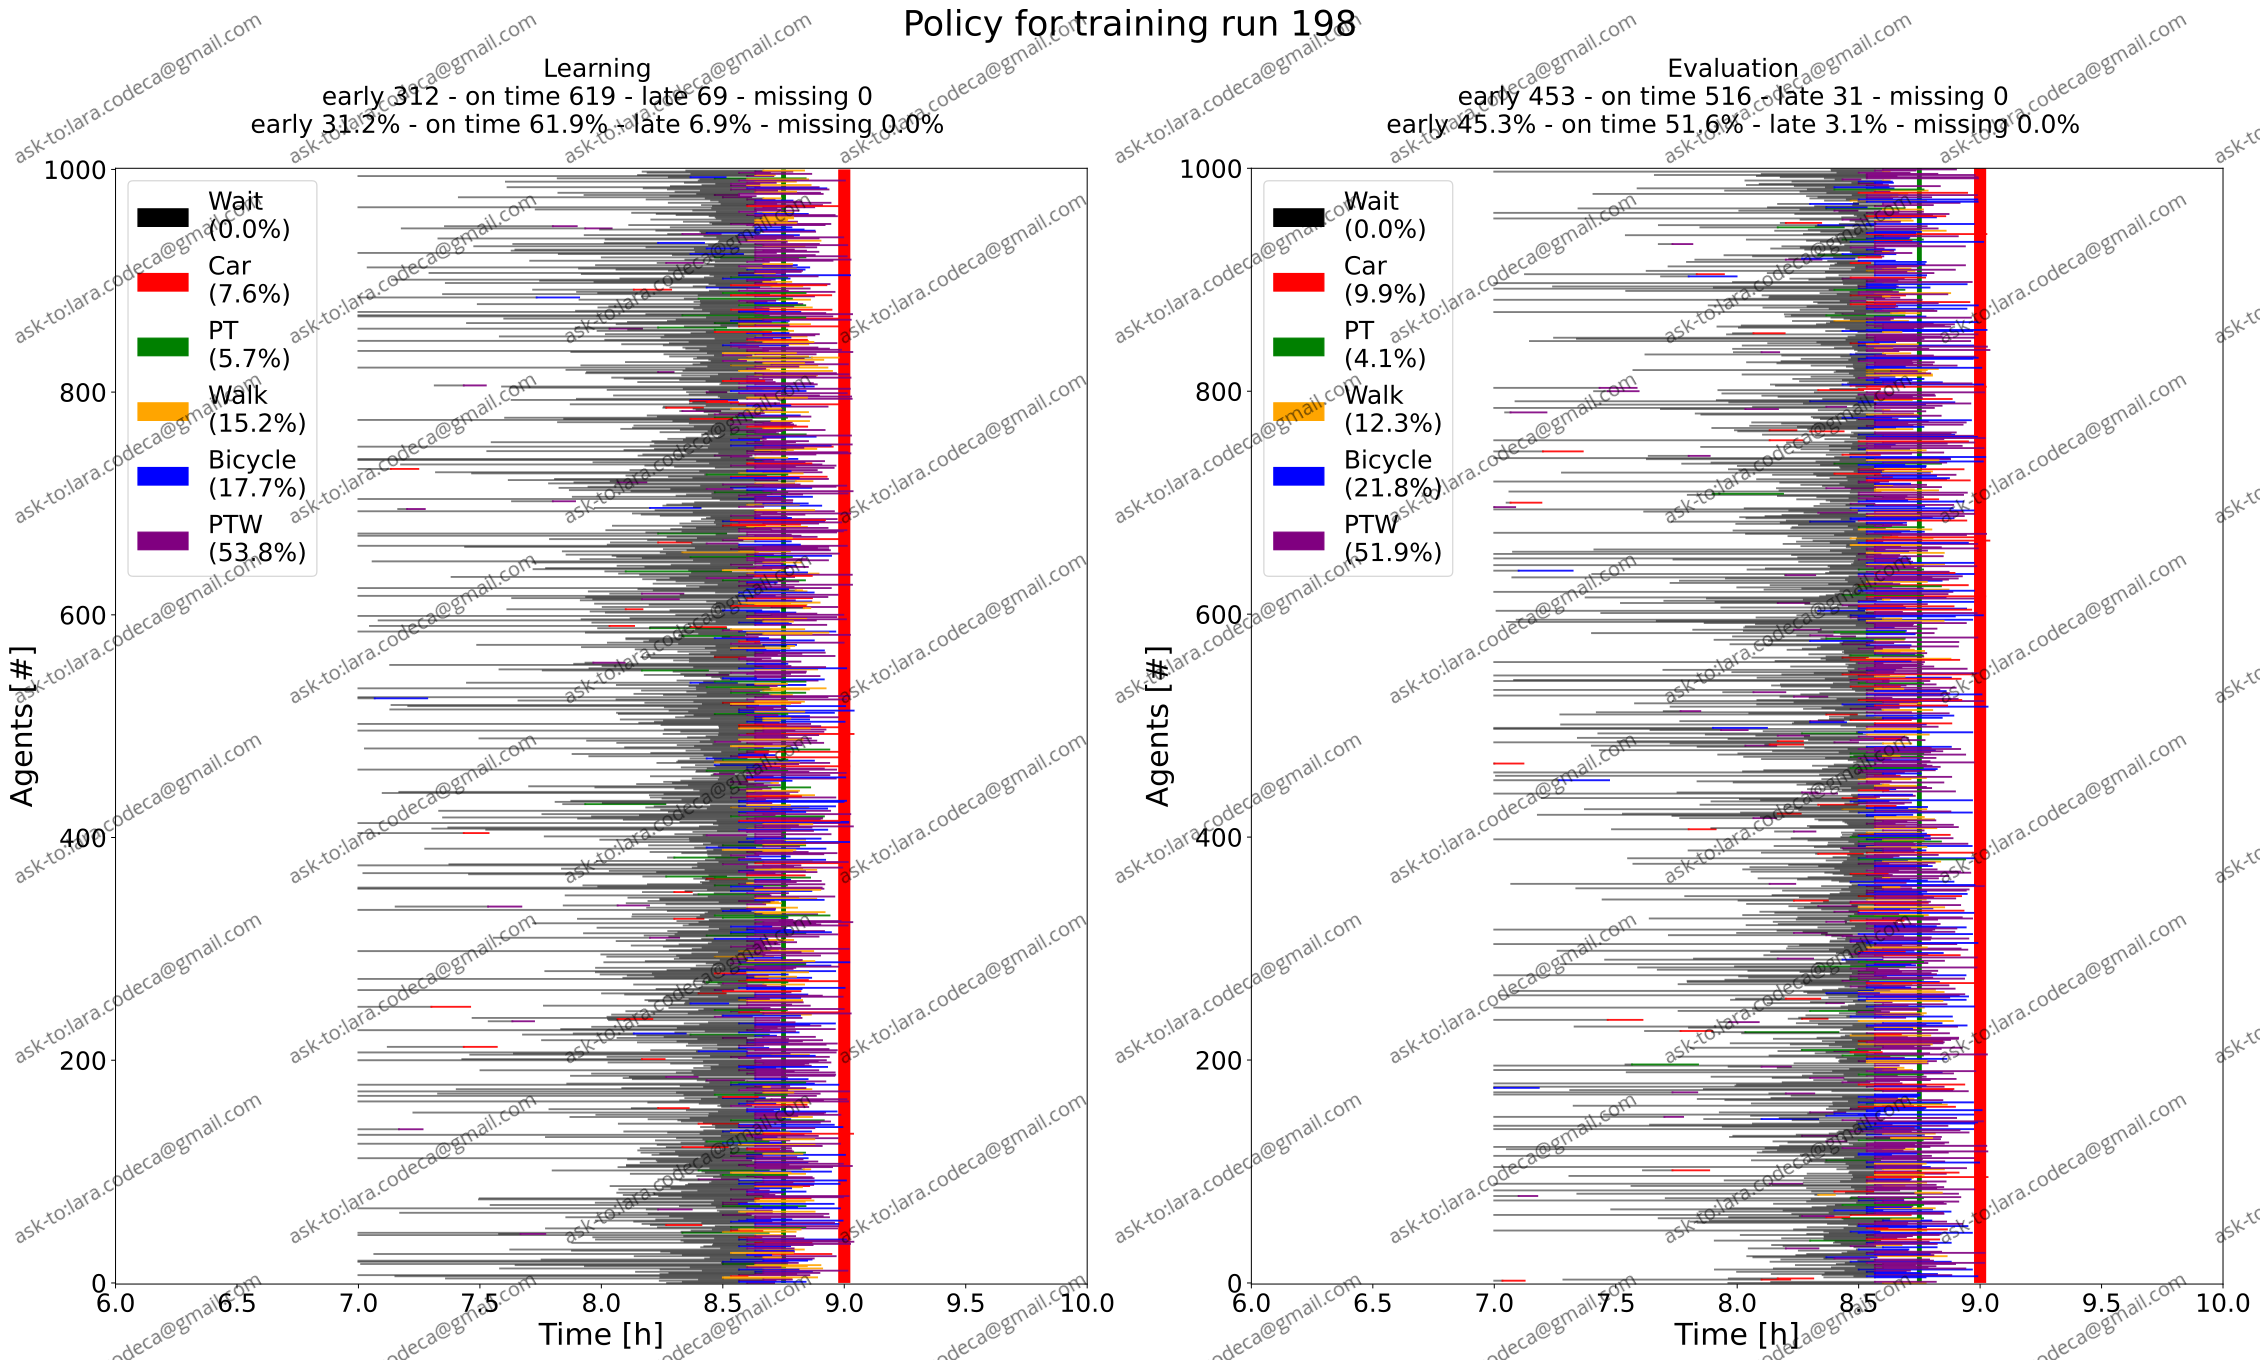 Policy for training run 198
Learning
early 312 - on time 619 - late 69 - missing 0
early 31.2% - on time 61.9% - late 6.9% - missing 0.0%
1000
800
600
400
200
0
Agents [#]
Wait
(0.0%)
Car
(7.6%)
PT
(5.7%)
Walk
(15.2%)
Bicycle
(17.7%)
PTW
(53.8%)
6.0 6.5 7.0 7.5 8.0 8.5 9.0 9.5 10.0
Time [h]
Evaluation
early 453 - on time 516 - late 31 - missing 0
early 45.3% - on time 51.6% - late 3.1% - missing 0.0%
1000
800
600
400
200
0
Agents [#]
Wait
(0.0%)
Car
(9.9%)
PT
(4.1%)
Walk
(12.3%)
Bicycle
(21.8%)
PTW
(51.9%)
6.0 6.5 7.0 7.5 8.0 8.5 9.0 9.5 10.0
Time [h]
ask-to:lara.codeca@gmail.com